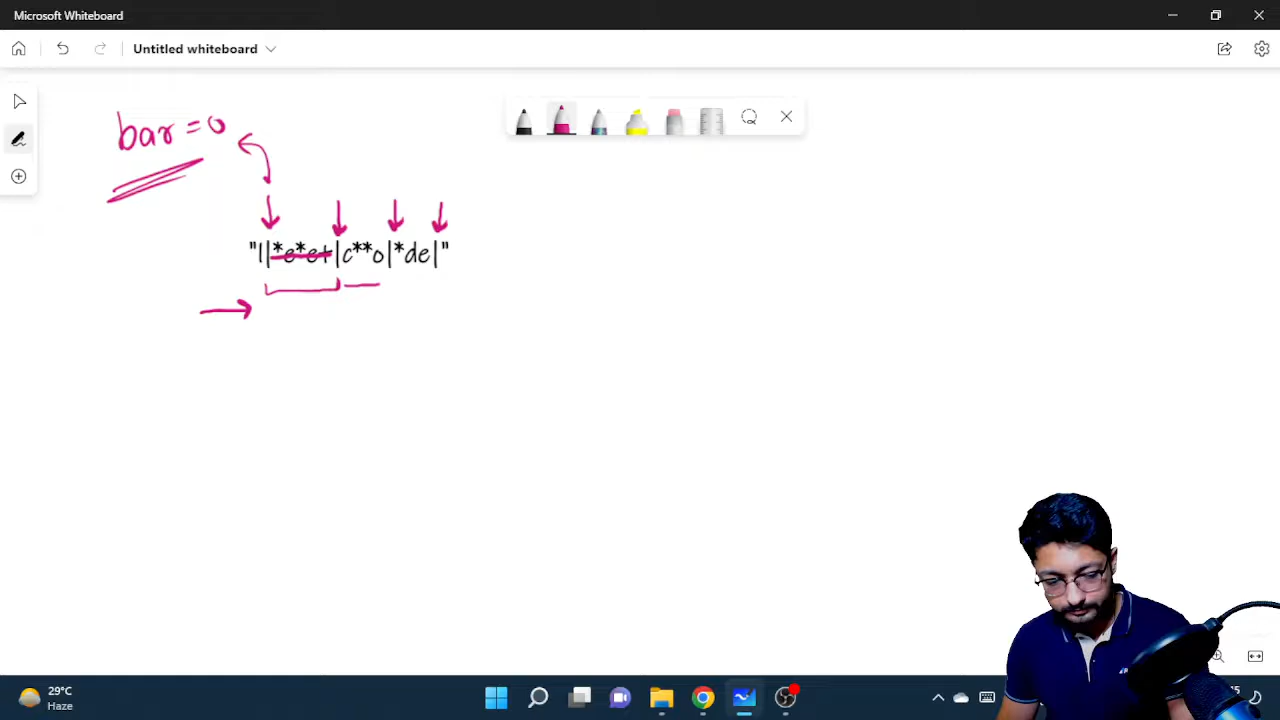 Microsoft Whiteboard
Untitled whiteboard
bar = 0
"l|*e*et|c**o|*de|"
29°C
Haze